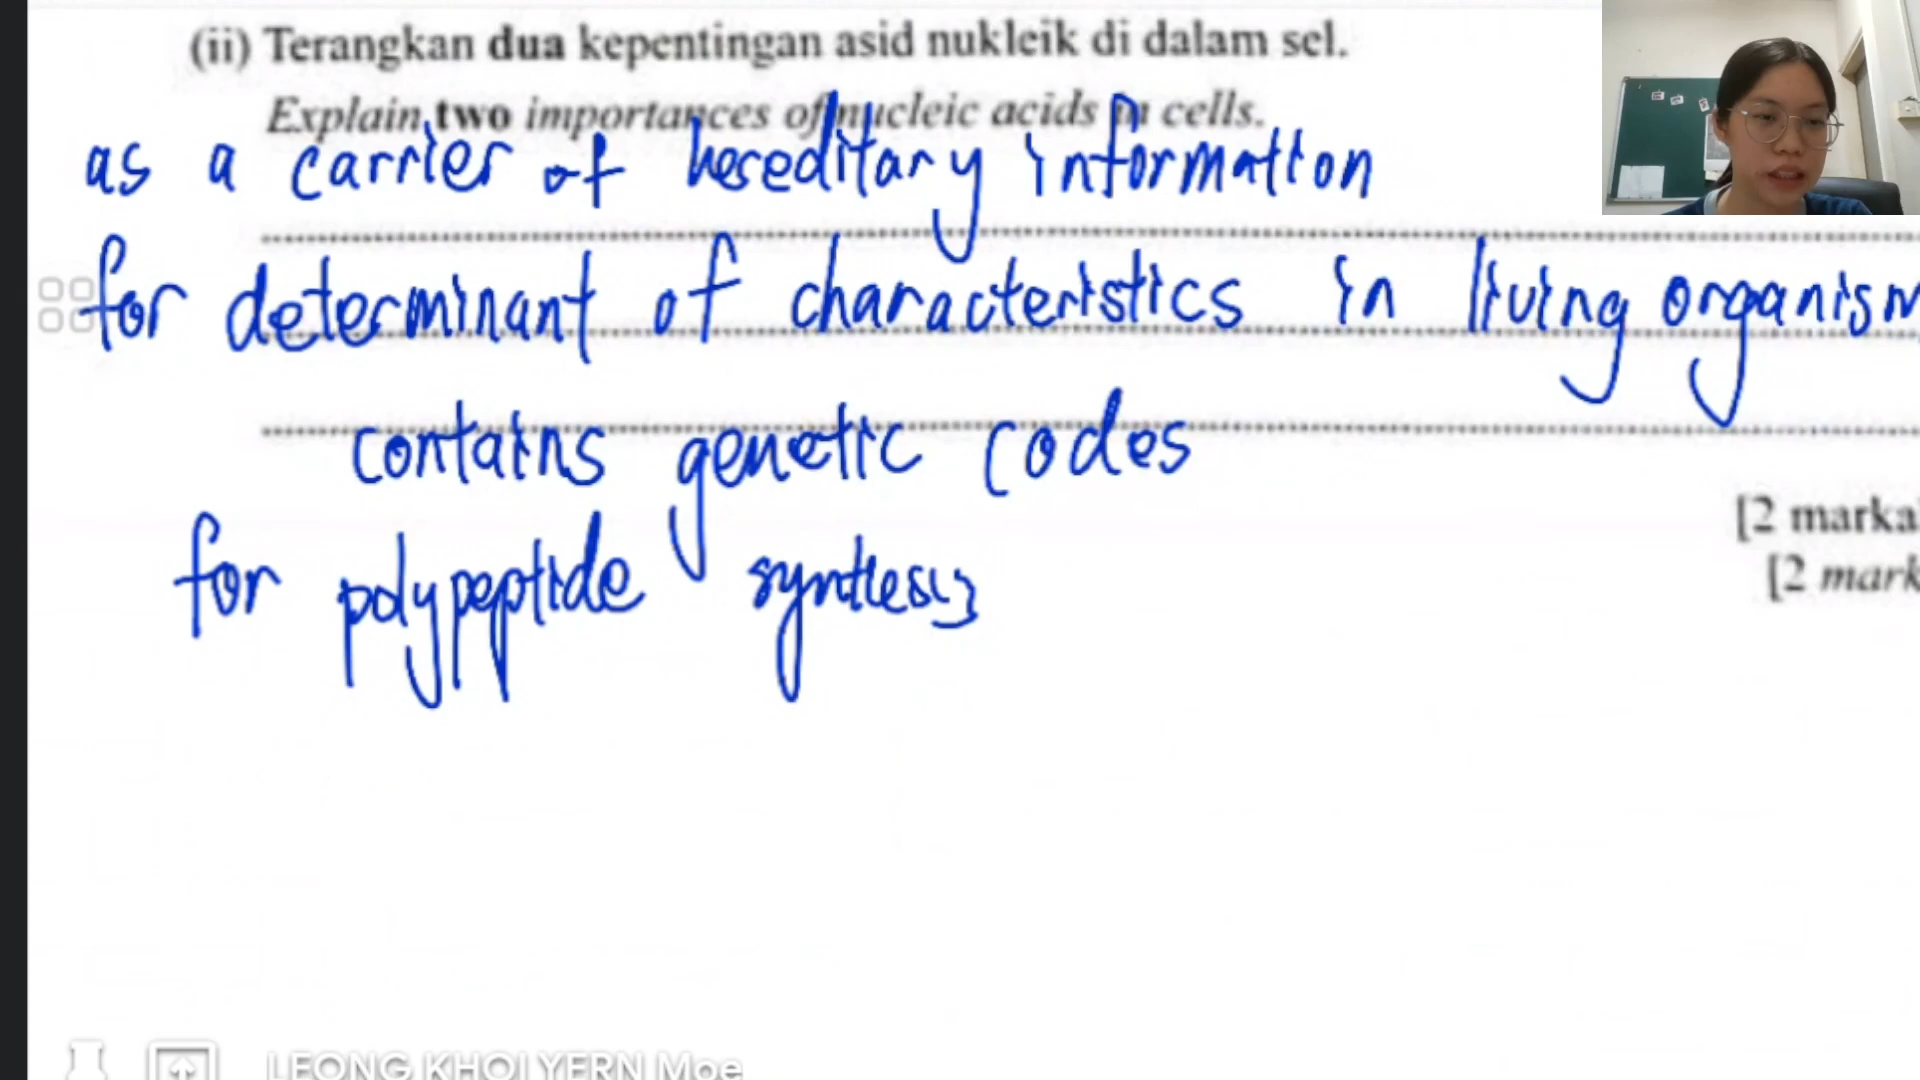 (ii) Terangkan dua kepentingan asid nukleik di dalam sel.
Explain two importances of nucleic acids in cells.
as a carrier of hereditary information
for determinant of characteristics in living organism
contains genetic codes
[2 marka
for polypeptide synthesis
[2 mark
LEONG KHOI YERN Moe